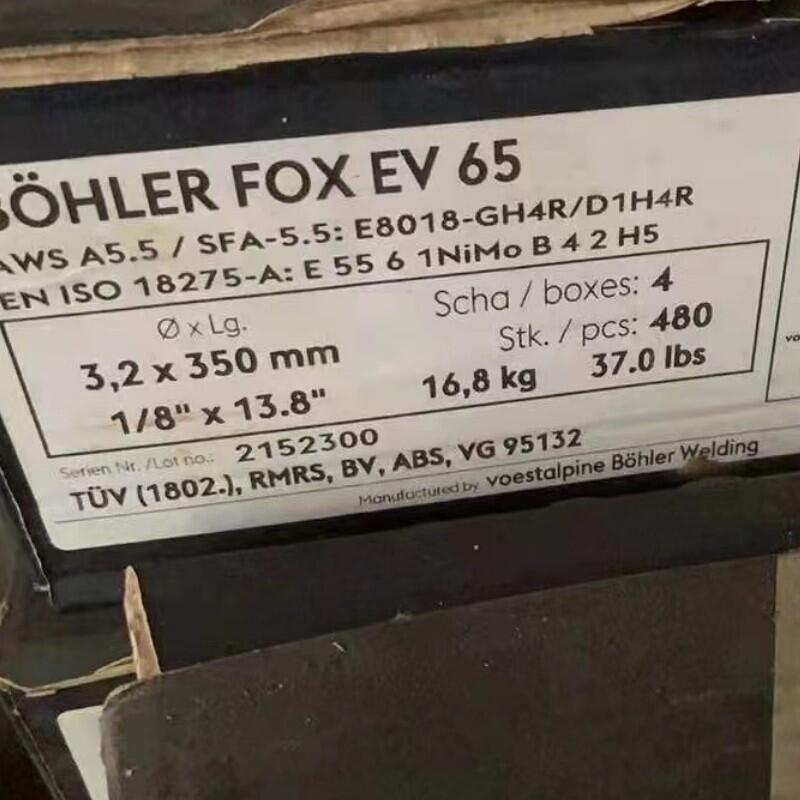 BÖHLER FOX EV 65
AWS A5.5 / SFA-5.5: E8018-GH4R/D1H4R
EN ISO 18275-A: E 55 6 1NiMo B 4 2 H5
Ø x Lg.
3,2 x 350 mm
1/8" x 13.8"
Scha / boxes: 4
Stk. / pcs: 480
16,8 kg 37.0 lbs
Serien Nr. /Lot no.: 2152300
TÜV (1802.), RMRS, BV, ABS, VG 95132
Manufactured by voestalpine Böhler Welding